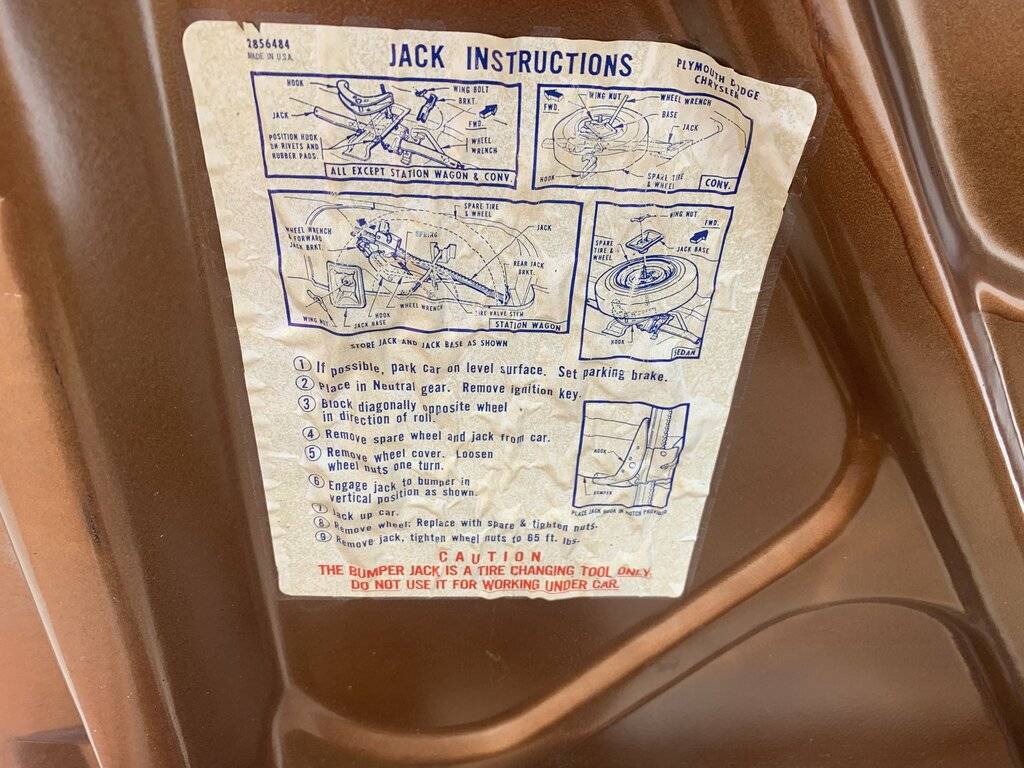 2856484
MADE IN U.S.A.
JACK INSTRUCTIONS
PLYMOUTH DODGE
CHRYSLER
HOOK
WING BOLT
BRKT.
JACK
FWD.
POSITION HOOK
ON RIVETS AND
RUBBER PADS.
WHEEL
WRENCH
ALL EXCEPT STATION WAGON & CONV.
FWD.
WING NUT
WHEEL WRENCH
BASE
JACK
HOOK
SPARE TIRE
& WHEEL
CONV.
SPARE TIRE
& WHEEL
WHEEL WRENCH
& FORWARD
JACK BRKT.
SPRING
JACK
REAR JACK
BRKT.
WING NUT
JACK BASE
HOOK
WHEEL WRENCH
TIRE VALVE STEM
STATION WAGON
WING NUT
FWD.
SPARE
TIRE &
WHEEL
JACK BASE
HOOK
SEDAN
STORE JACK AND JACK BASE AS SHOWN
1 If possible, park car on level surface. Set parking brake.
2 Place in Neutral gear. Remove ignition key.
3 Block diagonally opposite wheel
in direction of roll.
4 Remove spare wheel and jack from car.
5 Remove wheel cover. Loosen
wheel nuts one turn.
6 Engage jack to bumper in
vertical position as shown.
7 Jack up car.
8 Remove wheel. Replace with spare & tighten nuts.
9 Remove jack, tighten wheel nuts to 65 ft. lbs.
HOOK
BUMPER
PLACE JACK HOOK IN NOTCH PROVIDED
CAUTION
THE BUMPER JACK IS A TIRE CHANGING TOOL ONLY.
DO NOT USE IT FOR WORKING UNDER CAR.